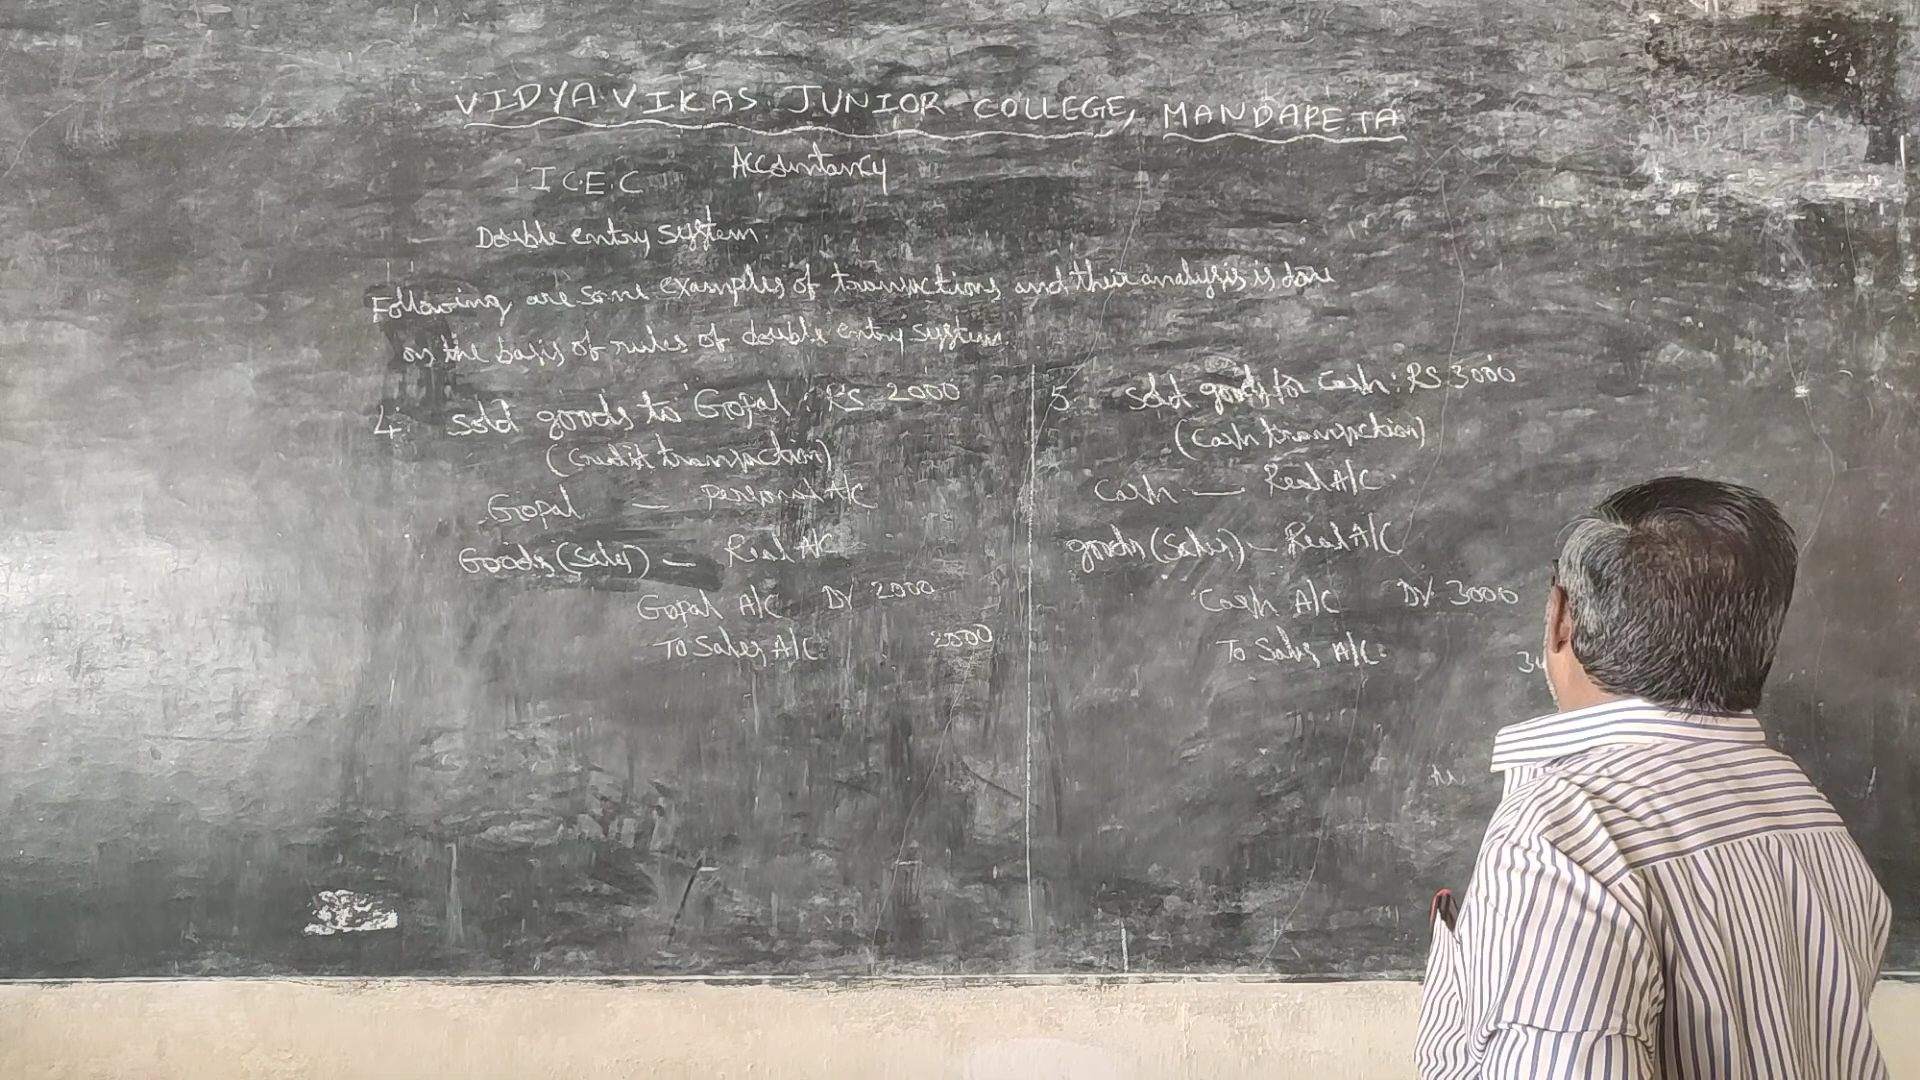 VIDYA.VIKAS JUNIOR COLLEGE, MANDAPETA
I C.E.C
Accountancy
Double entry system
Following are some examples of transactions and their analysis is done
on the basis of rules of double entry system.
4. Sold goods to Gopal : RS 2000
(Credit transaction)
Gopal — Personal A/C
Goods (Sales) — Real A/C
Gopal A/C Dr 2000
To Sales A/C 2000
5. Sold goods for Cash : RS 3000
(Cash transaction)
Cash — Real A/C
goods (Sales) — Real A/C
Cash A/C Dr 3000
To Sales A/C